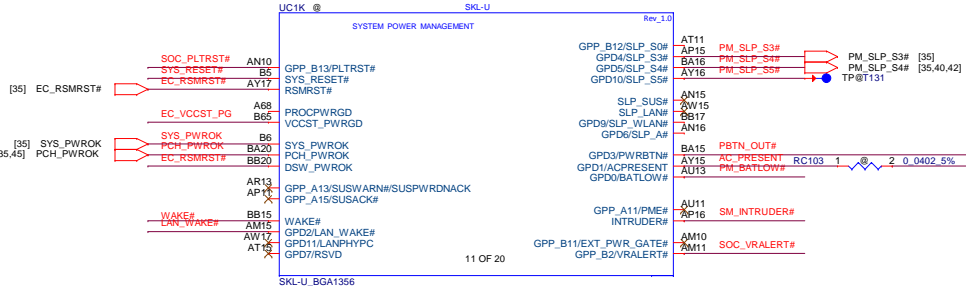 UC1K @ SKL-U
SYSTEM POWER MANAGEMENT Rev_1.0
SOC_PLTRST# AN10 GPP_B13/PLTRST#
SYS_RESET# B5 SYS_RESET#
[35] EC_RSMRST# EC_RSMRST# AY17 RSMRST#
A68 PROCPWRGD
EC_VCCST_PG B65 VCCST_PWRGD
[35] SYS_PWROK SYS_PWROK B6 SYS_PWROK
35,45] PCH_PWROK PCH_PWROK BA20 PCH_PWROK
EC_RSMRST# BB20 DSW_PWROK
AR13 GPP_A13/SUSWARN#/SUSPWRDNACK
AP11 GPP_A15/SUSACK#
WAKE# BB15 WAKE#
LAN_WAKE# AM15 GPD2/LAN_WAKE#
AW17 GPD11/LANPHYPC
AT15 GPD7/RSVD
GPP_B12/SLP_S0# AT11
GPD4/SLP_S3# AP15 PM_SLP_S3# PM_SLP_S3# [35]
GPD5/SLP_S4# BA16 PM_SLP_S4# PM_SLP_S4# [35,40,42]
GPD10/SLP_S5# AY16 PM_SLP_S5# TP@T131
SLP_SUS# AN15
SLP_LAN# AW15
GPD9/SLP_WLAN# BB17
GPD6/SLP_A# AN16
GPD3/PWRBTN# BA15 PBTN_OUT#
GPD1/ACPRESENT AY15 AC_PRESENT RC103 1 @ 2 0_0402_5%
GPD0/BATLOW# AU13 PM_BATLOW#
GPP_A11/PME# AU11
INTRUDER# AP16 SM_INTRUDER#
GPP_B11/EXT_PWR_GATE# AM10
GPP_B2/VRALERT# AM11 SOC_VRALERT#
11 OF 20
SKL-U_BGA1356